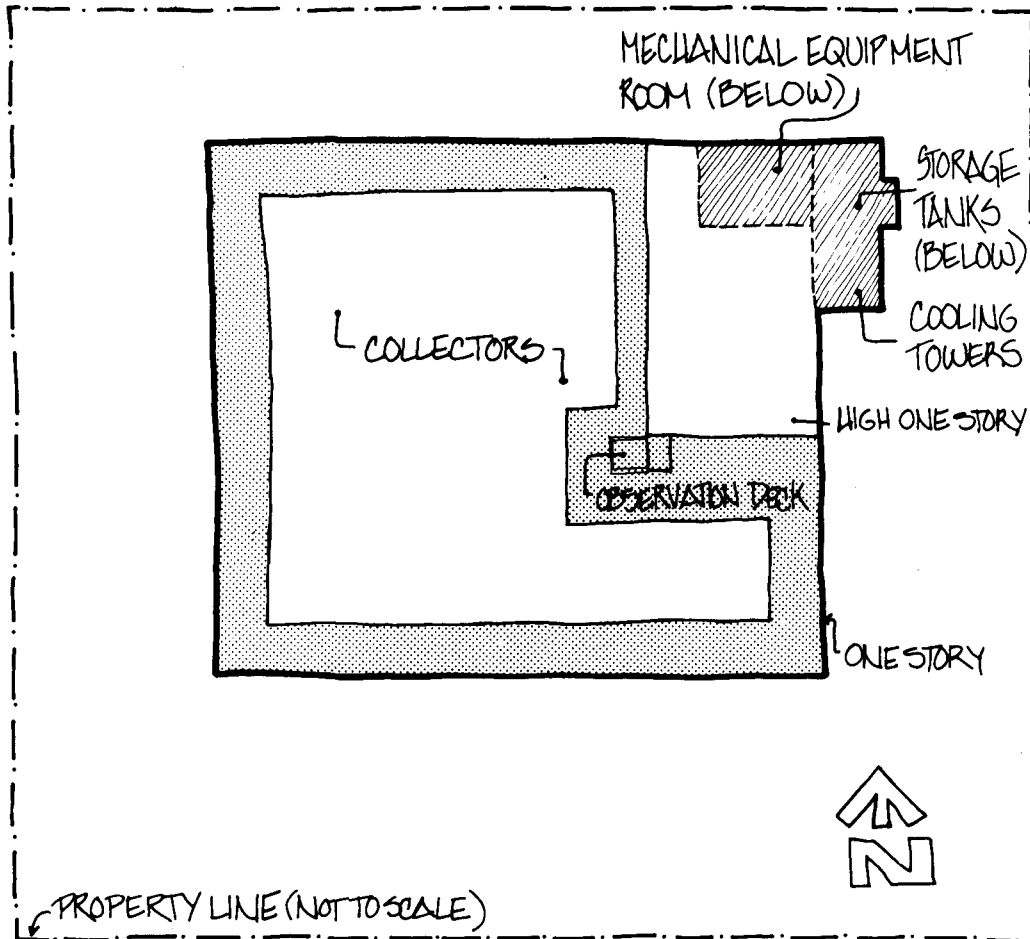 MECHANICAL EQUIPMENT
ROOM (BELOW)
STORAGE
TANKS
(BELOW)
COOLING
TOWERS
COLLECTORS
HIGH ONE STORY
OBSERVATION DECK
ONE STORY
N
PROPERTY LINE (NOT TO SCALE)